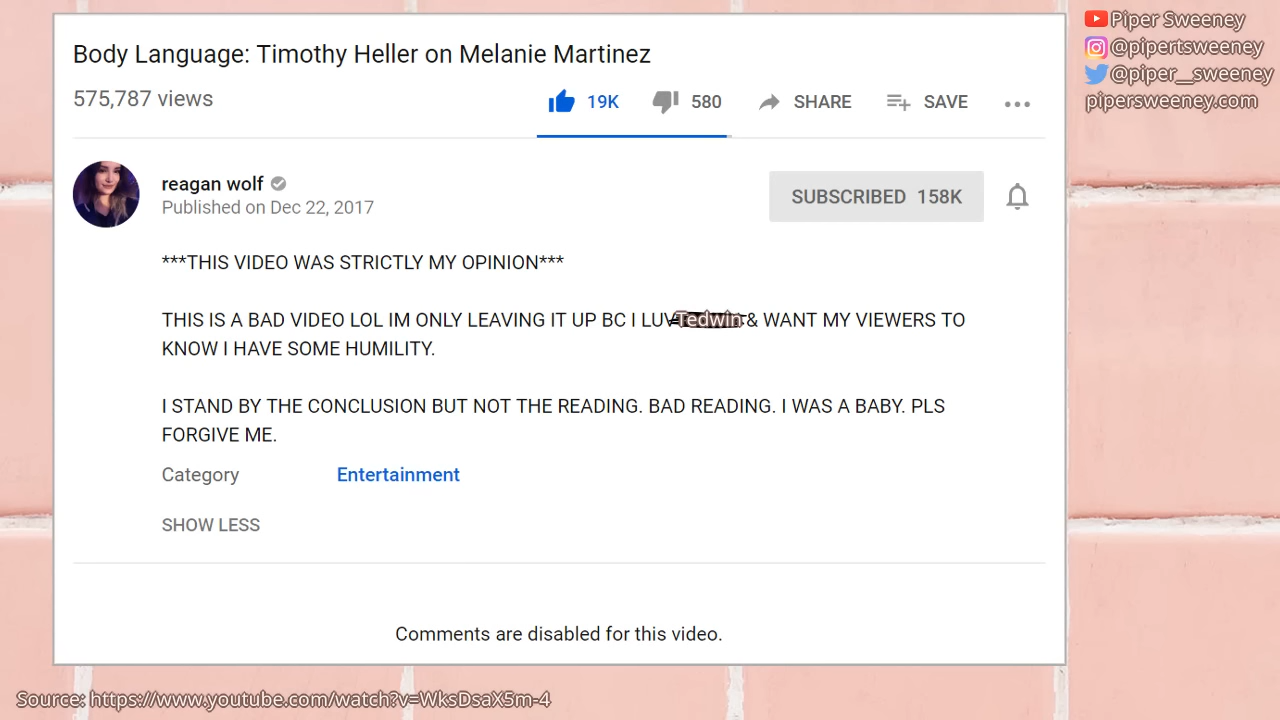 Body Language: Timothy Heller on Melanie Martinez
575,787 views
19K
580
SHARE
SAVE
reagan wolf
Published on Dec 22, 2017
SUBSCRIBED 158K
***THIS VIDEO WAS STRICTLY MY OPINION***
THIS IS A BAD VIDEO LOL IM ONLY LEAVING IT UP BC I LUV Tedwin & WANT MY VIEWERS TO
KNOW I HAVE SOME HUMILITY.
I STAND BY THE CONCLUSION BUT NOT THE READING. BAD READING. I WAS A BABY. PLS
FORGIVE ME.
Category Entertainment
SHOW LESS
Comments are disabled for this video.
Piper Sweeney
@pipertsweeney
@piper__sweeney
pipersweeney.com
Source: https://www.youtube.com/watch?v=WksDsaX5m-4